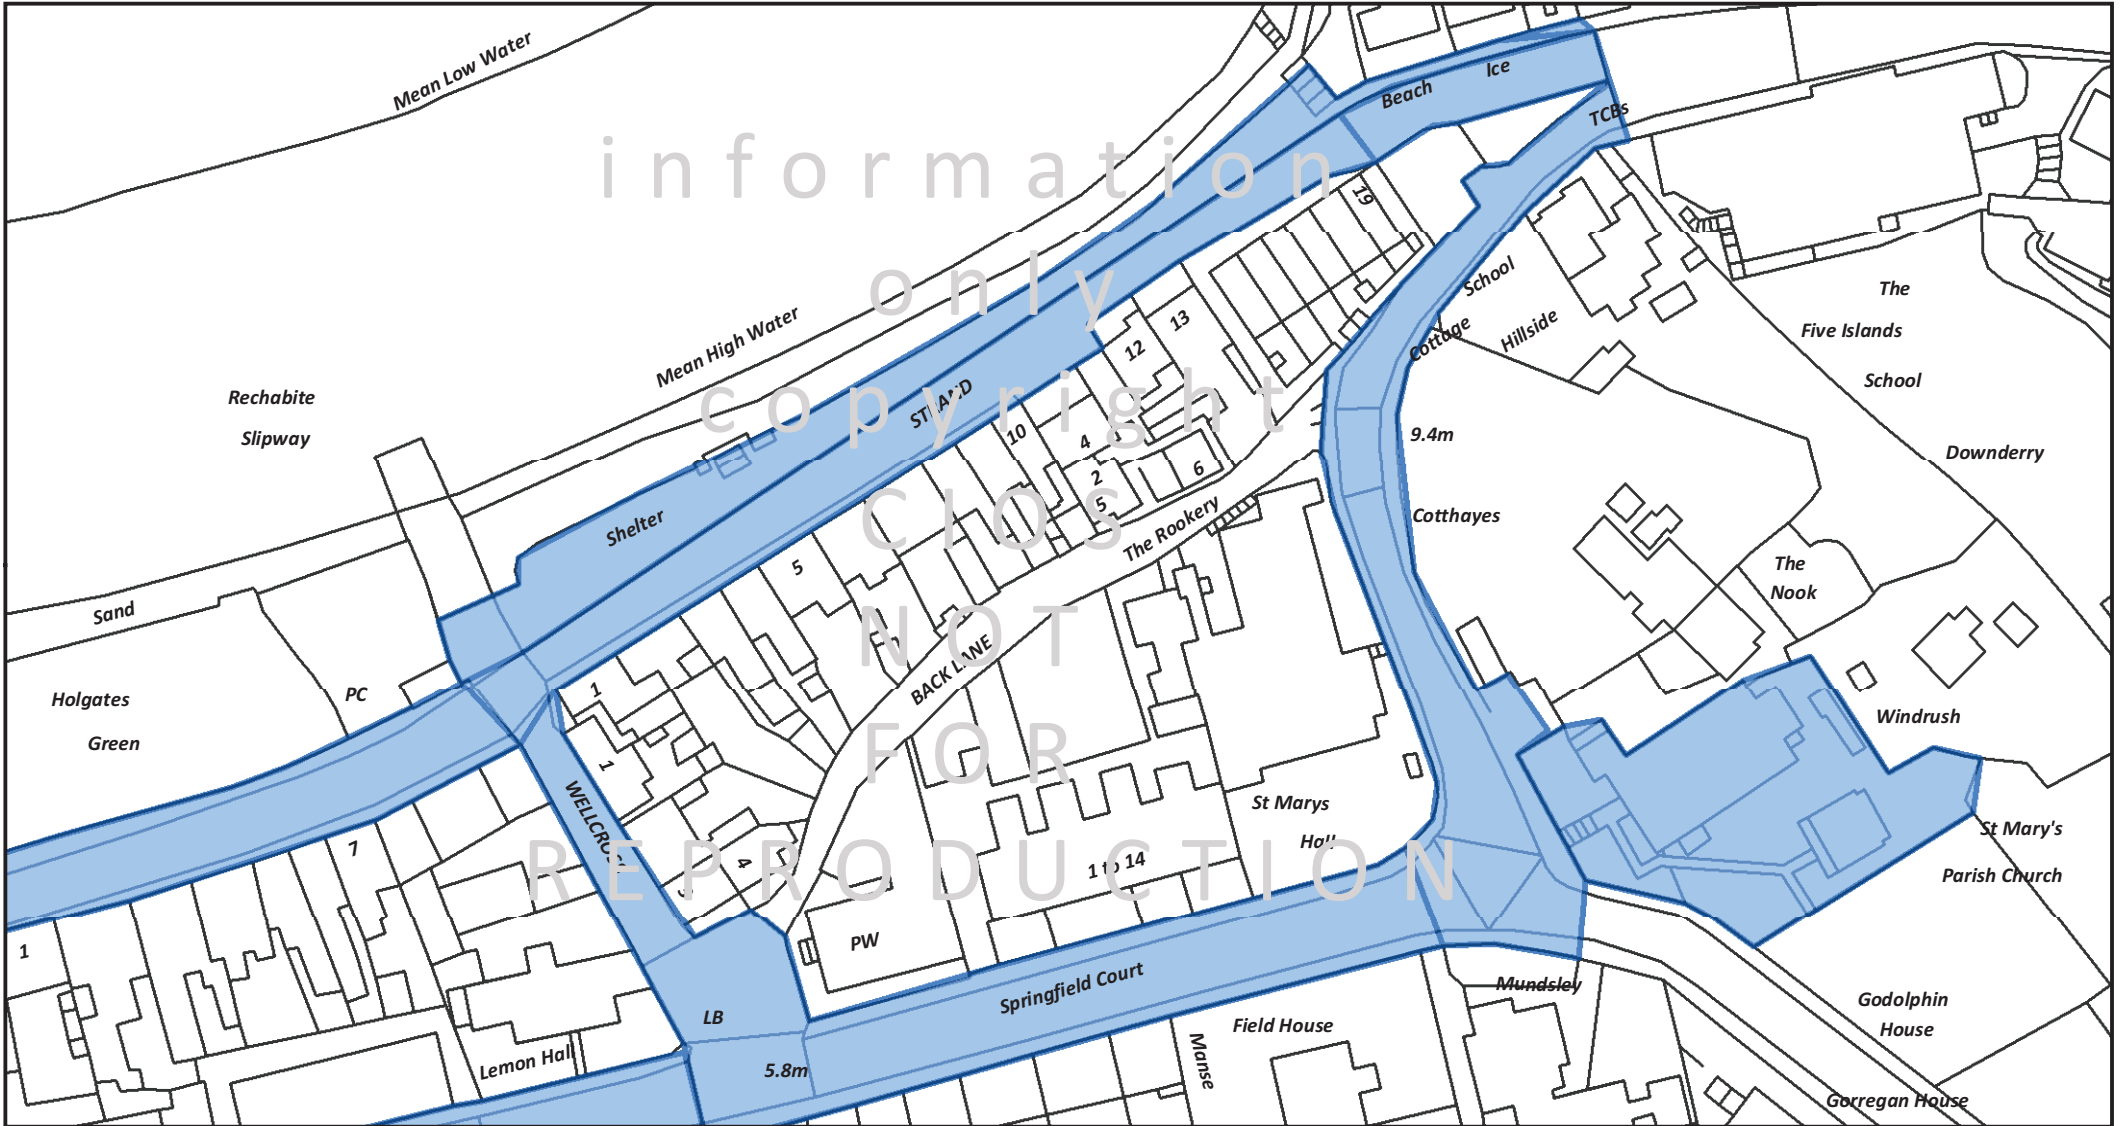 Mean Low Water
Ice
Beach
TCBs
information
19
School
The
only
Five Islands
13
Mean High Water
Hillside
Cottage
12
School
STRAND
Rechabite
copyright
Slipway
10
4
9.4m
Downderry
2
6
5
CIOS
Cotthayes
Shelter
The Rookery
5
The
Nook
Sand
NOT
BACK LANE
1
PC
Holgates
Windrush
Green
1
FOR
WELLCROSS
St Marys
Hall
St Mary's
7
4
1 to 14
REPRODUCTION
Parish Church
1
PW
Springfield Court
Mundsley
Godolphin
House
LB
Field House
Lemon Hall
Manse
5.8m
Gorregan House